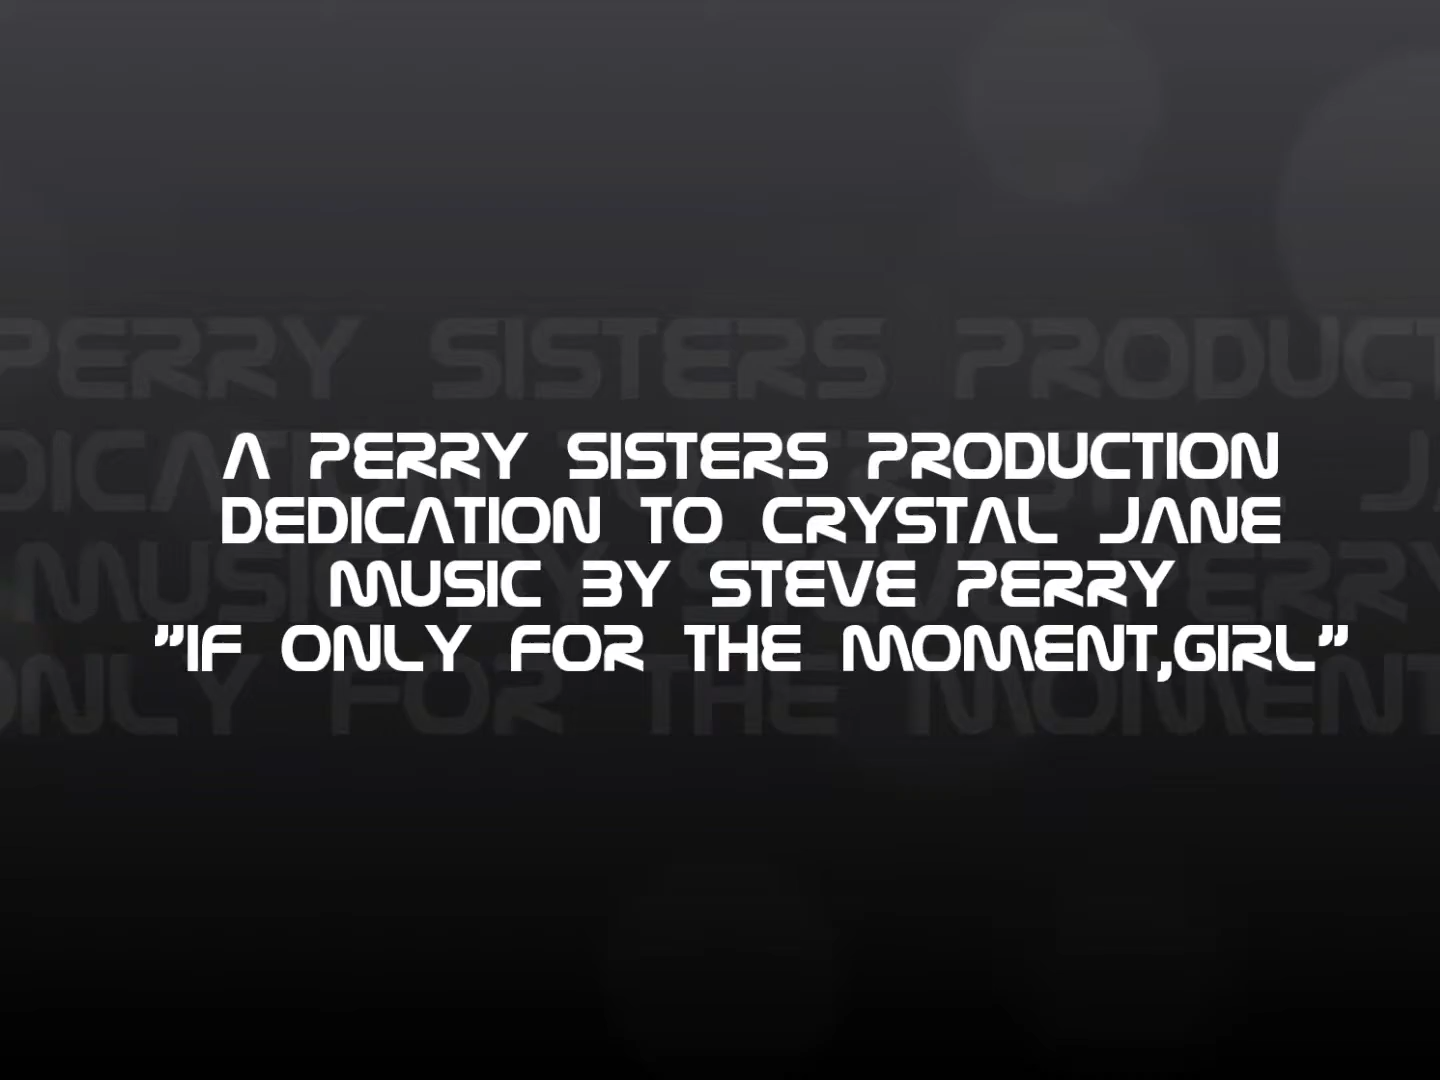 A PERRY SISTERS PRODUCTION
DEDICATION TO CRYSTAL JANE
MUSIC BY STEVE PERRY
"IF ONLY FOR THE MOMENT,GIRL"